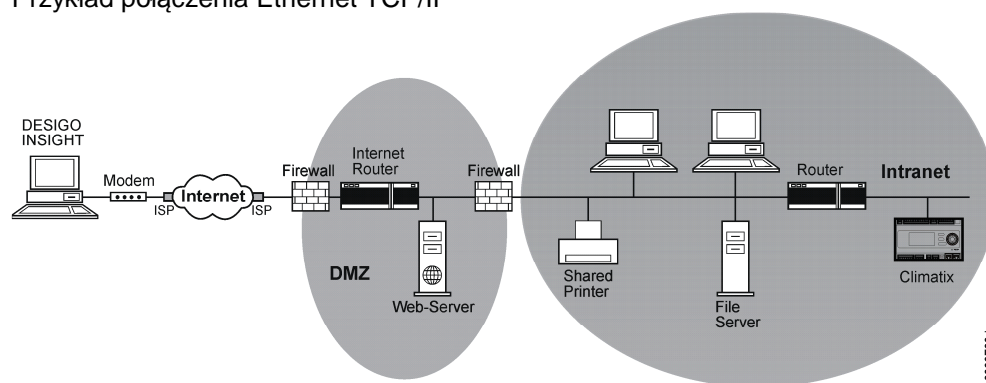 Przykład połączenia Ethernet TCP/IP
DESIGO
INSIGHT
Modem
ISP
Internet
ISP
Firewall
Internet
Router
DMZ
Web-Server
Firewall
Shared
Printer
File
Server
Router
Intranet
Climatix